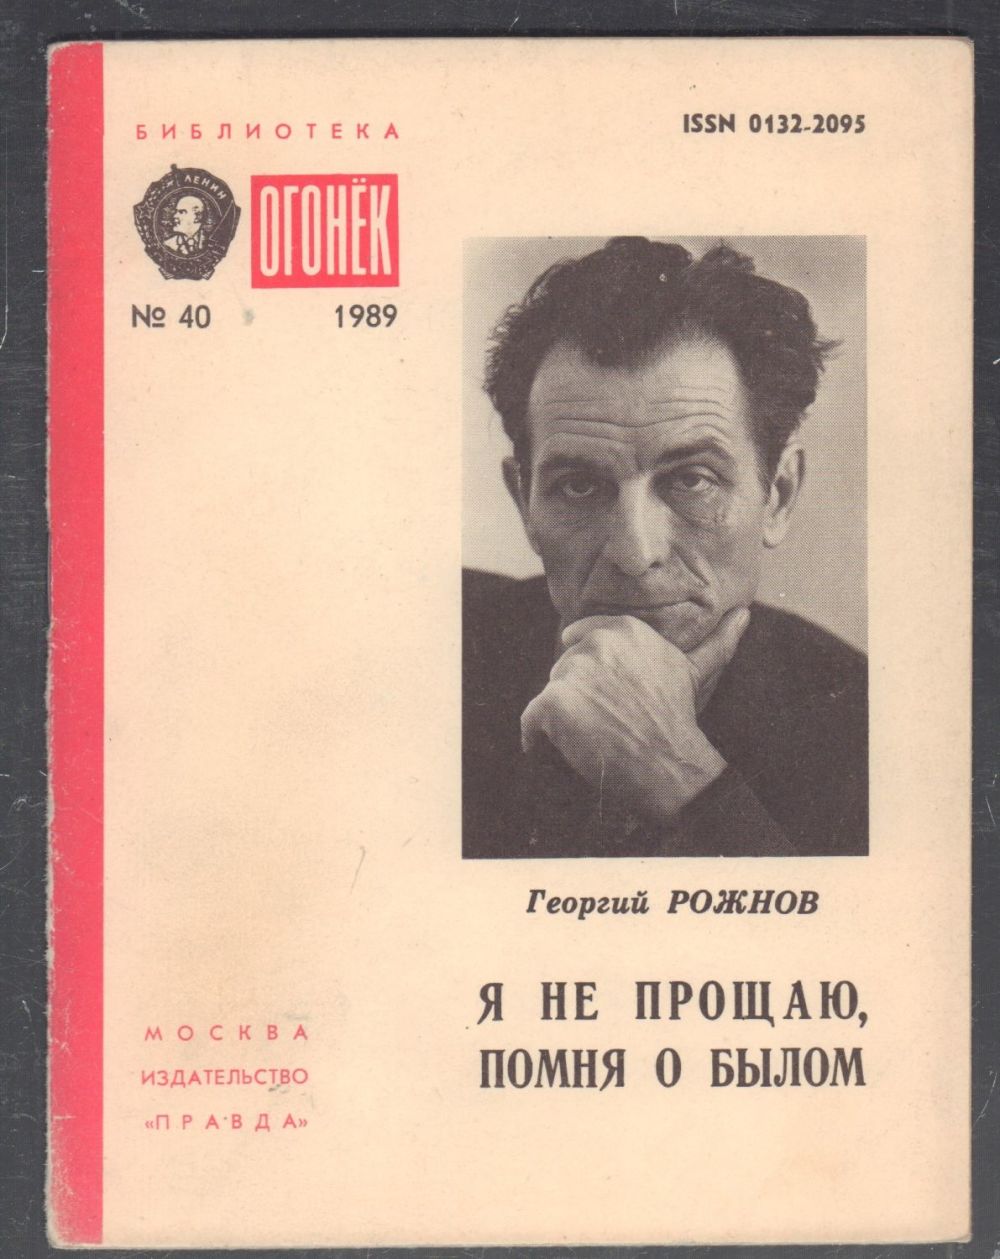 БИБЛИОТЕКА
ISSN 0132-2095
ЛЕНИН
ОГОНЁК
№ 40 1989
Георгий РОЖНОВ
Я НЕ ПРОЩАЮ,
ПОМНЯ О БЫЛОМ
МОСКВА
ИЗДАТЕЛЬСТВО
«ПРАВДА»